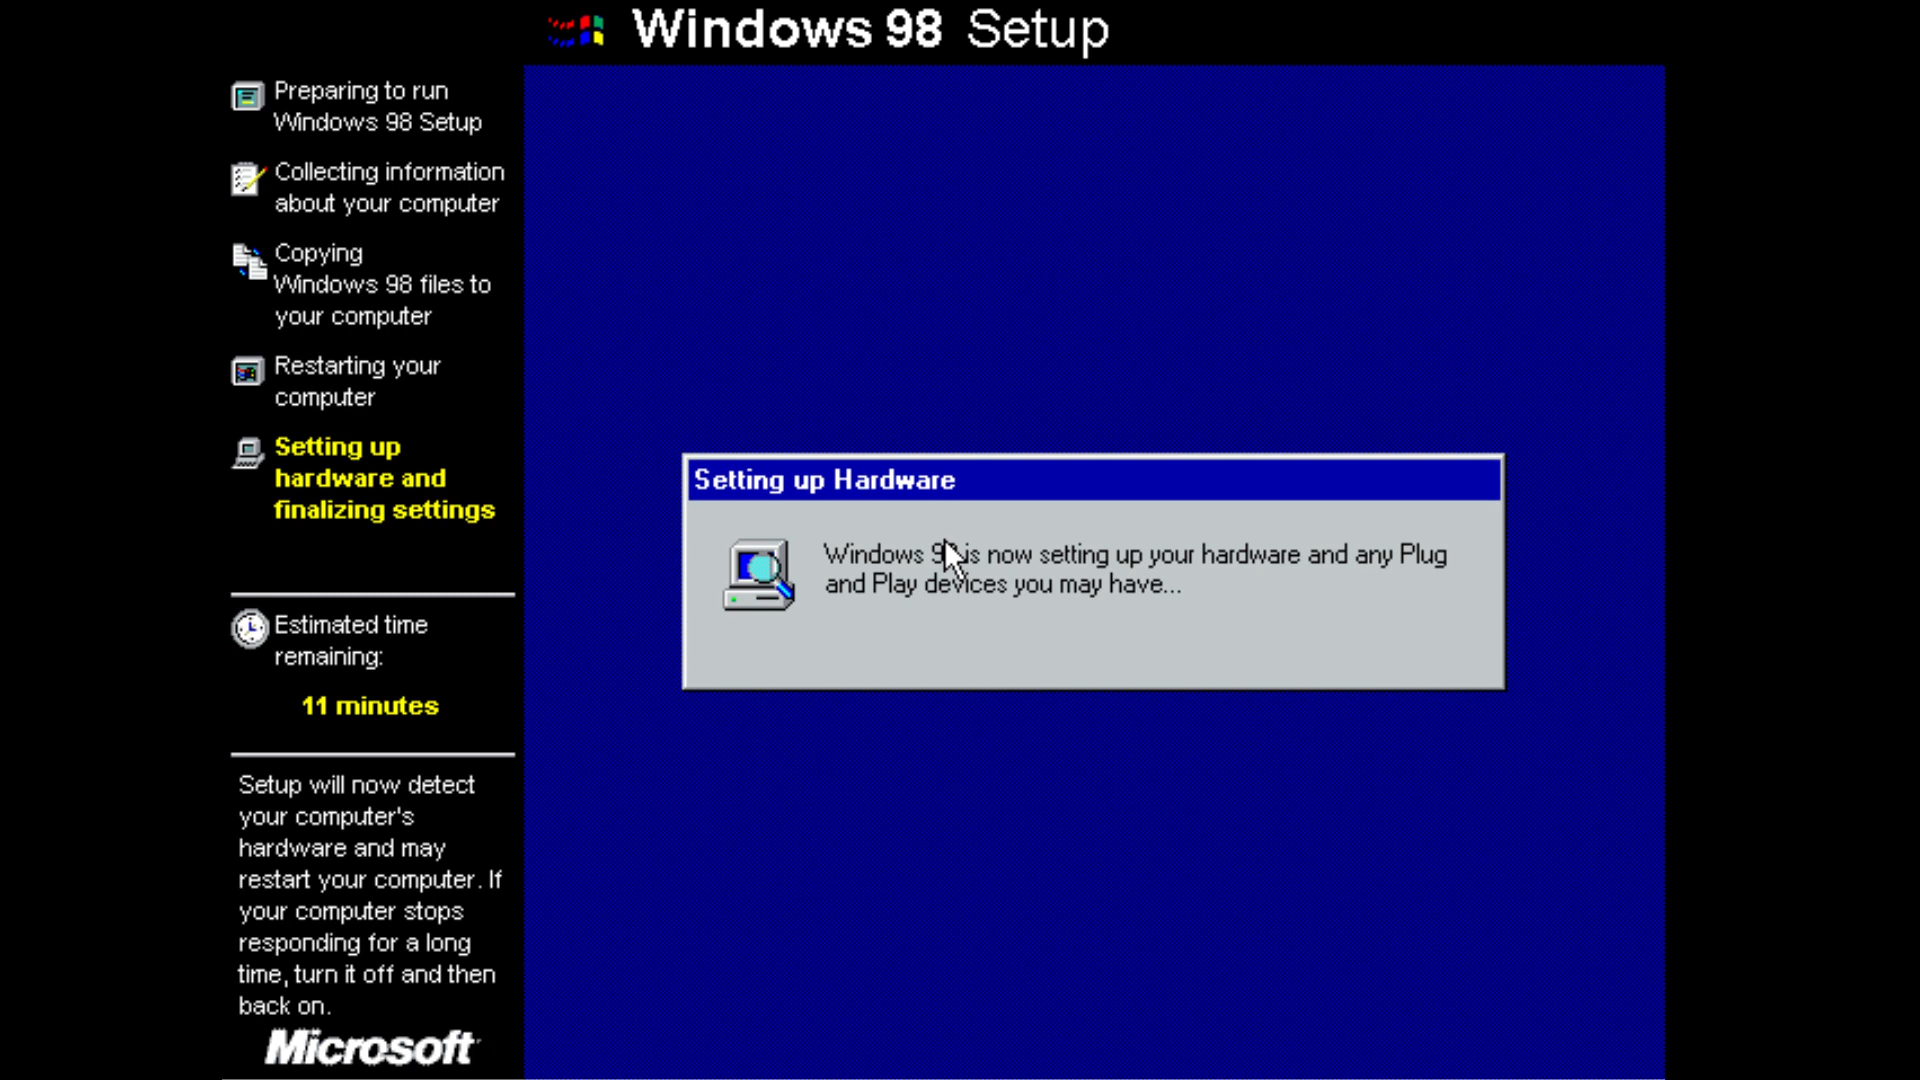 Windows 98 Setup
Preparing to run
Windows 98 Setup
Collecting information
about your computer
Copying
Windows 98 files to
your computer
Restarting your
computer
Setting up
hardware and
finalizing settings
Estimated time
remaining:
11 minutes
Setup will now detect
your computer's
hardware and may
restart your computer. If
your computer stops
responding for a long
time, turn it off and then
back on.
Microsoft
Setting up Hardware
Windows 98 is now setting up your hardware and any Plug
and Play devices you may have...